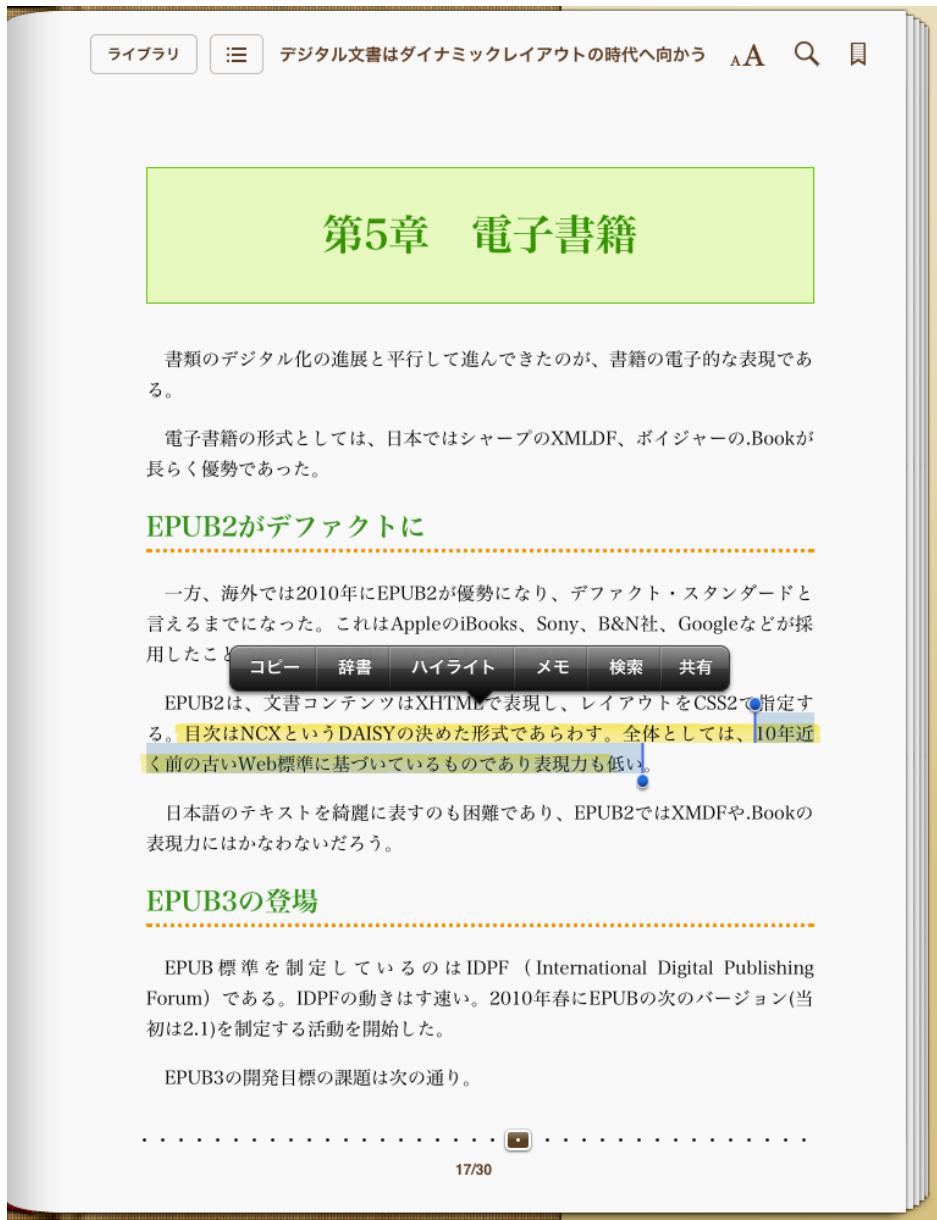 ライブラリ
デジタル文書はダイナミックレイアウトの時代へ向かう
AA
第5章　電子書籍
書類のデジタル化の進展と平行して進んできたのが、書籍の電子的な表現であ
る。
電子書籍の形式としては、日本ではシャープのXMLDF、ボイジャーの.Bookが
長らく優勢であった。
EPUB2がデファクトに
一方、海外では2010年にEPUB2が優勢になり、デファクト・スタンダードと
言えるまでになった。これはAppleのiBooks、Sony、B&N社、Googleなどが採
用したこと
コピー 辞書 ハイライト メモ 検索 共有
EPUB2は、文書コンテンツはXHTMLで表現し、レイアウトをCSS2で指定す
る。目次はNCXというDAISYの決めた形式であらわす。全体としては、10年近
く前の古いWeb標準に基づいているものであり表現力も低い。
日本語のテキストを綺麗に表すのも困難であり、EPUB2ではXMDFや.Bookの
表現力にはかなわないだろう。
EPUB3の登場
EPUB標準を制定しているのはIDPF（International Digital Publishing
Forum）である。IDPFの動きはす速い。2010年春にEPUBの次のバージョン(当
初は2.1)を制定する活動を開始した。
EPUB3の開発目標の課題は次の通り。
17/30